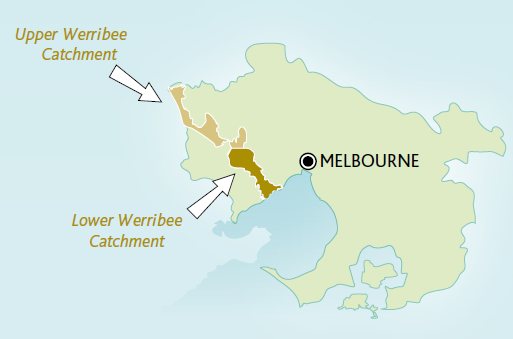 Upper Werribee
Catchment
MELBOURNE
Lower Werribee
Catchment